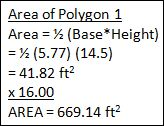 Area of Polygon 1
Area = ½ (Base*Height)
= ½ (5.77) (14.5)
= 41.82 ft²
x 16.00
AREA = 669.14 ft²